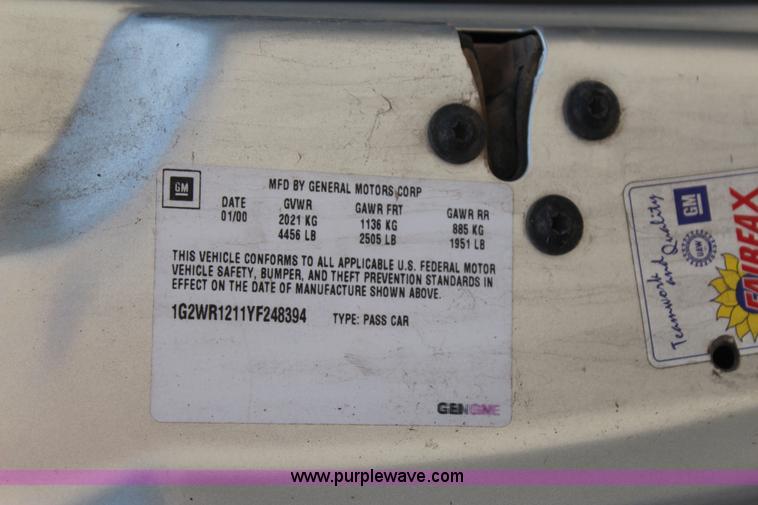 GM
MFD BY GENERAL MOTORS CORP
DATE GVWR GAWR FRT GAWR RR
01/00 2021 KG 1136 KG 885 KG
4456 LB 2505 LB 1951 LB
THIS VEHICLE CONFORMS TO ALL APPLICABLE U.S. FEDERAL MOTOR
VEHICLE SAFETY, BUMPER, AND THEFT PREVENTION STANDARDS IN
EFFECT ON THE DATE OF MANUFACTURE SHOWN ABOVE.
1G2WR1211YF248394 TYPE: PASS CAR
Teamwork
and Quality
GM
UAW
FAIRFAX
www.purplewave.com